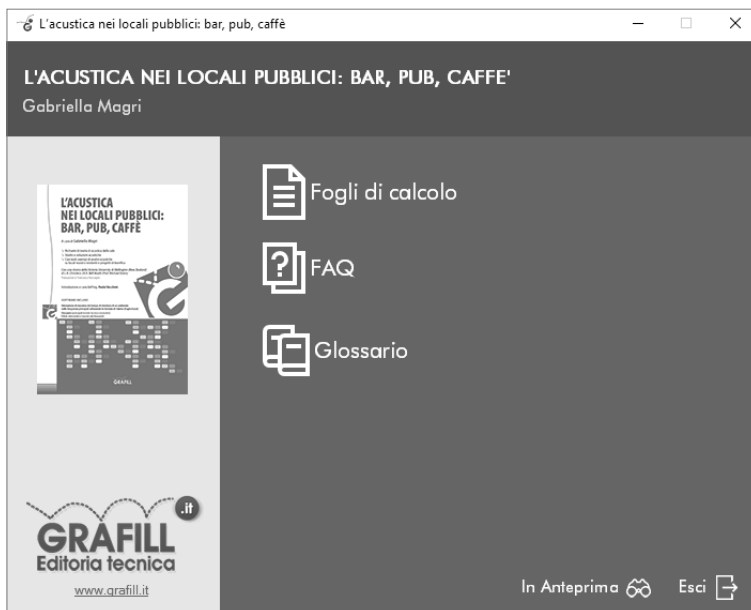 L'acustica nei locali pubblici: bar, pub, caffè
L'ACUSTICA NEI LOCALI PUBBLICI: BAR, PUB, CAFFE'
Gabriella Magri
L'ACUSTICA
NEI LOCALI PUBBLICI:
BAR, PUB, CAFFÈ
GRAFILL
Fogli di calcolo
FAQ
Glossario
.it
GRAFILL
Editoria tecnica
www.grafill.it
In Anteprima
Esci